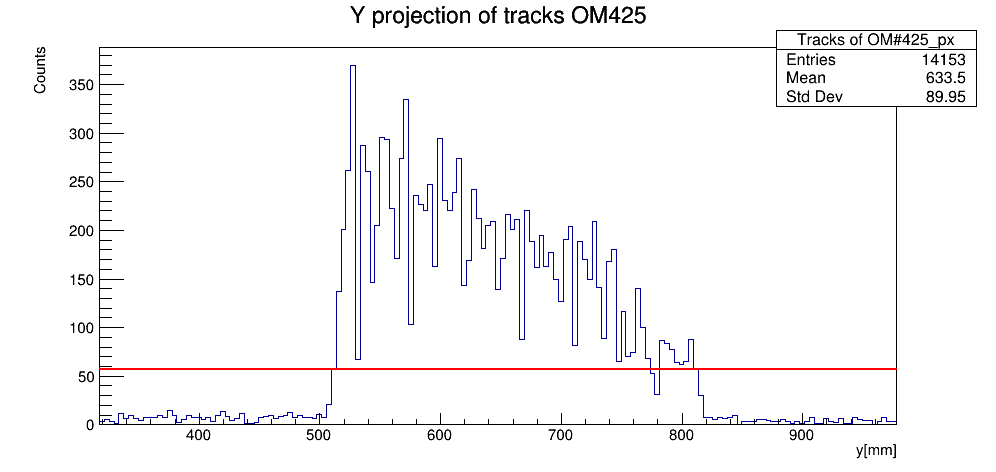 Y projection of tracks OM425
Tracks of OM#425_px
Entries 14153
Mean 633.5
Std Dev 89.95
Counts
350
300
250
200
150
100
50
0
400 500 600 700 800 900
y[mm]